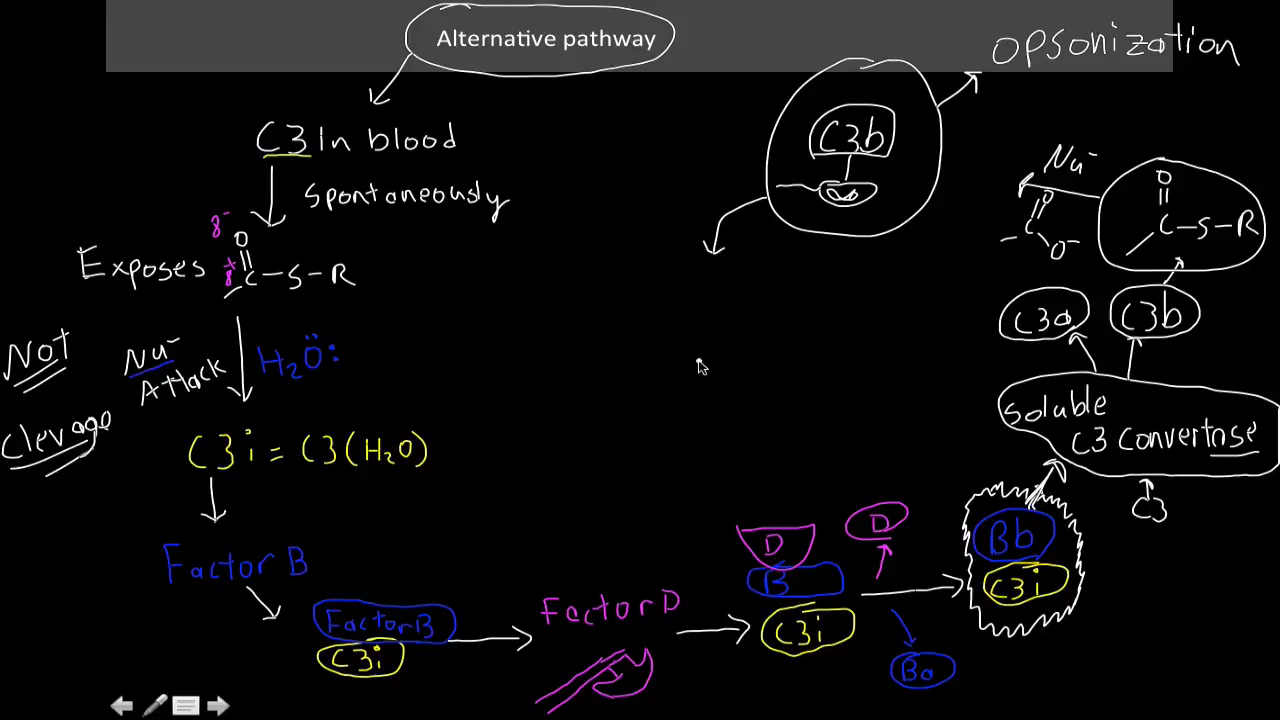 Alternative pathway
opsonization
C3 In blood
Spontaneously
δ-
O
Exposes δ+ C-S-R
Not
Clevage
Nu-
Attack
H2O:
C3i = C3(H2O)
Factor B
Factor B
C3i
Factor D
D
B
C3i
D
Ba
Bb
C3i
C3
Soluble
C3 convertase
C3a
C3b
O
C-S-R
Nu-
O
C
O-
C3b